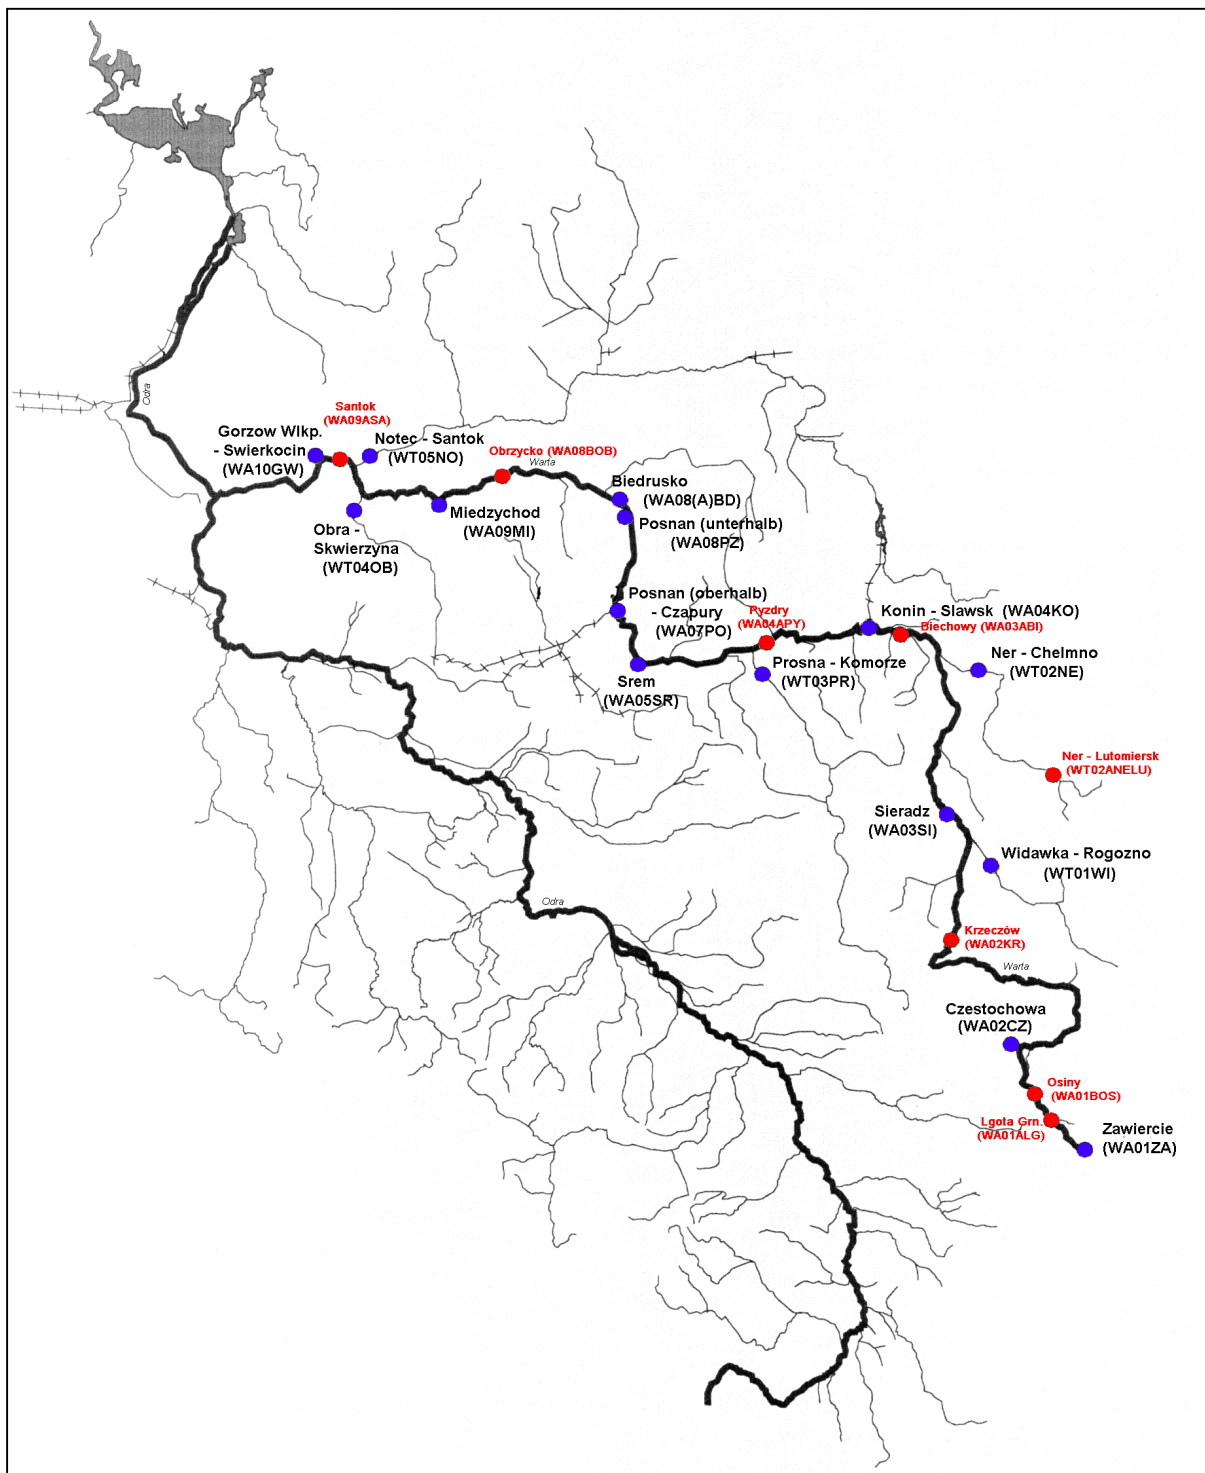 Odra
Santok
(WA09ASA)
Gorzow Wlkp.
- Swierkocin
(WA10GW)
Notec - Santok
(WT05NO)
Obrzycko (WA08BOB)
Warta
Biedrusko
(WA08(A)BD)
Miedzychod
(WA09MI)
Posnan (unterhalb)
(WA08PZ)
Obra -
Skwierzyna
(WT04OB)
Posnan (oberhalb)
- Czapury
(WA07PO)
Pyzdry
(WA04APY)
Konin - Slawsk (WA04KO)
Biechowy (WA03ABI)
Ner - Chelmno
(WT02NE)
Prosna - Komorze
(WT03PR)
Srem
(WA05SR)
Ner - Lutomiersk
(WT02ANELU)
Sieradz
(WA03SI)
Widawka - Rogozno
(WT01WI)
Odra
Krzeczów
(WA02KR)
Warta
Czestochowa
(WA02CZ)
Osiny
(WA01BOS)
Lgota Grn.
(WA01ALG)
Zawiercie
(WA01ZA)